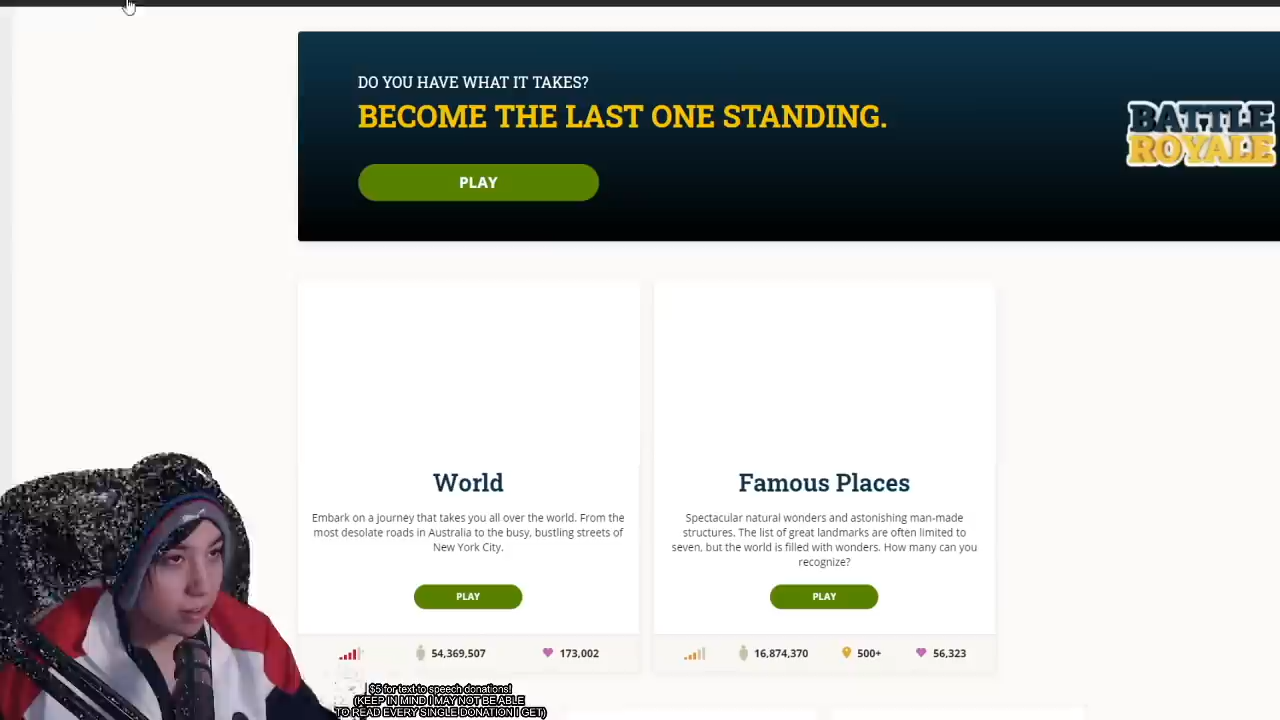 DO YOU HAVE WHAT IT TAKES?
BECOME THE LAST ONE STANDING.
PLAY
BATTLE
ROYALE
World
Embark on a journey that takes you all over the world. From the
most desolate roads in Australia to the busy, bustling streets of
New York City.
PLAY
54,369,507
173,002
Famous Places
Spectacular natural wonders and astonishing man-made
structures. The list of great landmarks are often limited to
seven, but the world is filled with wonders. How many can you
recognize?
PLAY
16,874,370
500+
56,323
$5 for text to speech donations!
(KEEP IN MIND I MAY NOT BE ABLE
TO READ EVERY SINGLE DONATION I GET)